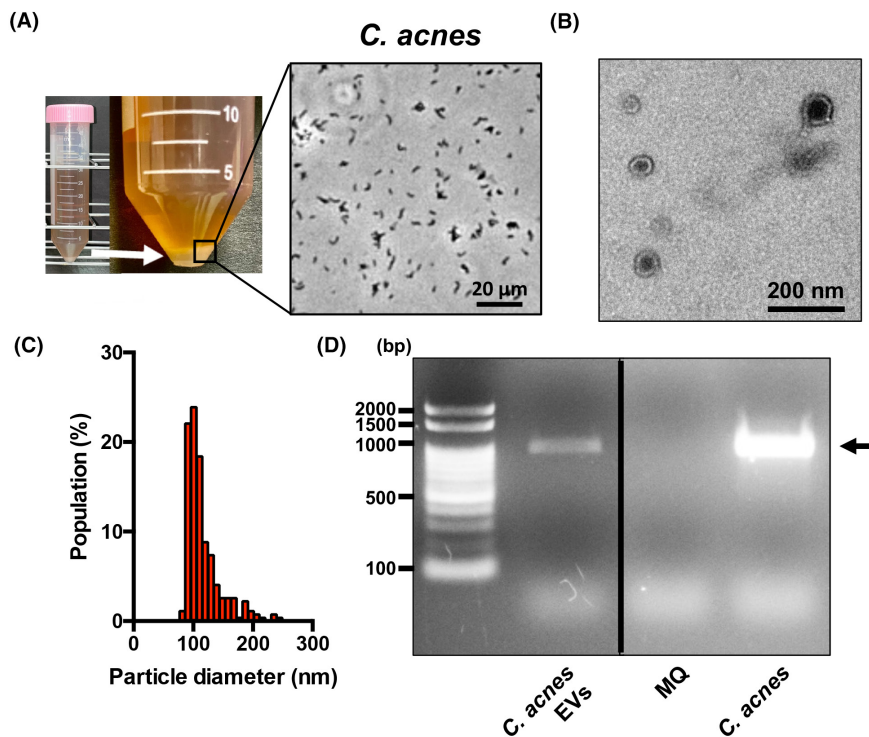 (A)
C. acnes
10
5
20 μm
(B)
200 nm
(C)
30
20
10
0
0
100
200
300
Population (%)
Particle diameter (nm)
(D)
(bp)
2000
1500
1000
500
100
C. acnes
EVs
MQ
C. acnes